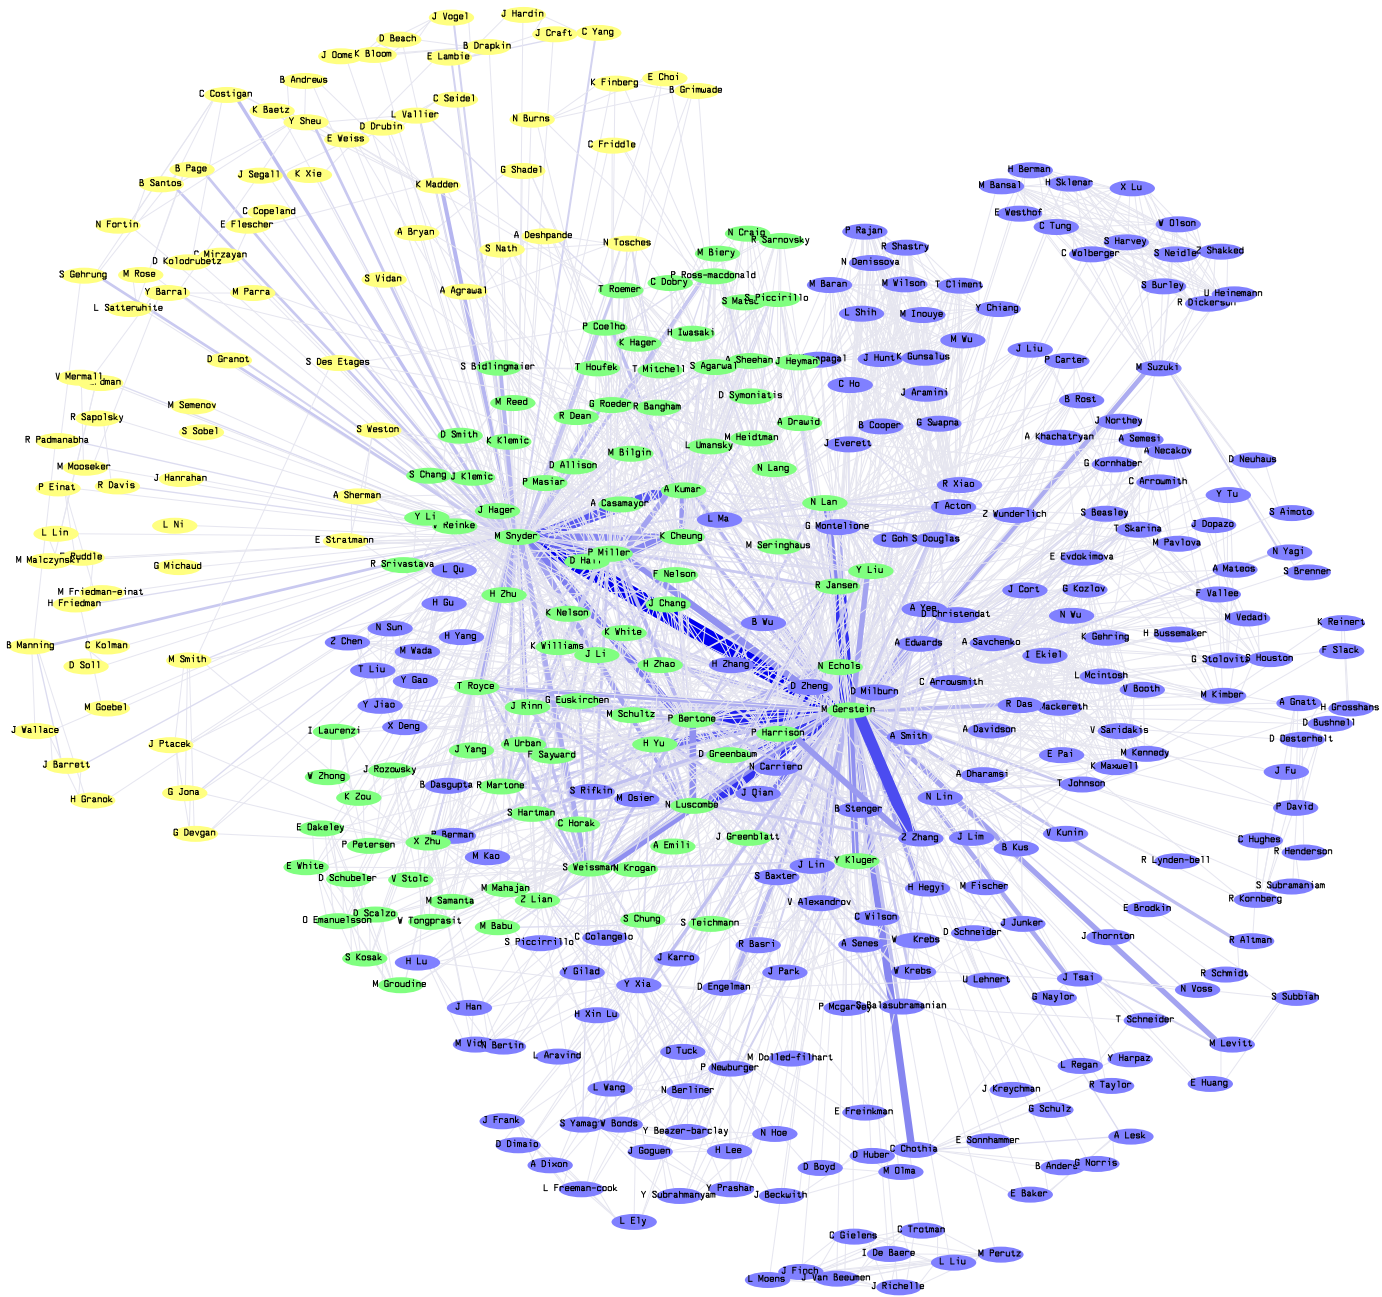 J Vogel
J Hardin
D Beach
B Drapkin
J Craft
C Yang
K Bloom
E Lambie
B Andrews
K Finberg
E Choi
B Grimwade
C Costigan
K Baetz
Y Sheu
C Seidel
L Vallier
D Drubin
E Weiss
N Burns
C Friddle
B Page
B Santos
J Segall
K Xie
K Madden
G Shadel
H Berman
M Bansal
H Sklenar
X Lu
N Fortin
C Copeland
E Flescher
A Bryan
A Deshpande
S Nath
N Tosches
N Craig
R Sarnovsky
M Biery
P Rajan
R Shastry
E Westhof
C Tung
W Olson
S Harvey
C Wolberger
S Neidle
Z Shakked
C Mirzayan
D Kolodrubetz
S Gehrung
M Rose
Y Barral
M Parra
S Vidan
A Agrawal
T Roemer
C Dobry
P Ross-macdonald
S Piccirillo
N Denissova
M Baran
M Wilson
T Climent
S Burley
U Heinemann
L Satterwhite
P Coelho
K Hager
H Iwasaki
L Shih
M Inouye
Y Chiang
M Wu
D Granot
S Des Etages
S Bidlingmaier
T Houfek
T Mitchell
S Agarwal
A Sheehan
J Heyman
J Hunt
K Gunsalus
J Liu
P Carter
M Suzuki
V Mermall
M Semenov
R Sapolsky
S Sobel
S Weston
M Reed
R Dean
G Roeder
R Bangham
D Symoniatis
C Ho
J Aramini
B Rost
R Padmanabha
D Smith
K Klemic
L Umansky
M Heidtman
A Drawid
J Everett
B Cooper
G Swapna
J Northey
A Khachatryan
A Semesi
A Necakov
M Mooseker
P Einat
R Davis
J Hanrahan
S Chang
J Klemic
D Allison
M Bilgin
N Lang
P Masiar
G Kornhaber
C Arrowmith
D Neuhaus
A Sherman
A Kumar
A Casamayor
N Lan
R Xiao
T Acton
Y Tu
S Aimoto
L Lin
L Ni
E Stratmann
Y Li
J Hager
M Snyder
K Cheung
L Ma
G Montelione
Z Wunderlich
S Beasley
J Dopazo
T Skarina
M Malczynski
G Michaud
R Srivastava
L Qu
P Miller
M Seringhaus
C Goh
S Douglas
E Evdokimova
M Pavlova
N Yagi
S Brenner
A Mateos
M Friedman-einat
H Friedman
H Gu
H Zhu
F Nelson
R Jansen
Y Liu
J Cort
G Kozlov
F Vallee
K Nelson
J Chang
B Wu
A Yee
D Christendat
N Wu
M Vedadi
K Reinert
B Manning
C Kolman
N Sun
Z Chen
M Wada
H Yang
K Williams
K White
J Li
A Edwards
A Savchenko
K Gehring
H Bussemaker
I Ekiel
F Slack
D Soll
M Smith
T Liu
Y Gao
H Zhao
H Zhang
N Echols
G Stolovitz
S Houston
M Goebel
Y Jiao
T Royce
D Zheng
D Milburn
C Arrowsmith
L Mcintosh
V Booth
M Kimber
J Wallace
X Deng
J Rinn
G Euskirchen
M Schultz
P Bertone
M Gerstein
R Das
A Gnatt
H Grosshans
I Laurenzi
P Harrison
A Smith
A Davidson
V Saridakis
D Bushnell
D Oesterhelt
J Ptacek
J Barrett
J Yang
A Urban
F Sayward
H Yu
D Greenbaum
E Pai
M Kennedy
W Zhong
J Rozowsky
B Dasgupta
R Martone
N Carriero
A Dharamsi
K Maxwell
T Johnson
J Fu
H Granok
G Jona
K Zou
S Rifkin
M Osier
N Luscombe
J Qian
B Stenger
N Lin
P David
G Devgan
E Oakeley
S Hartman
C Horak
J Greenblatt
Z Zhang
J Lim
V Kunin
C Hughes
P Petersen
X Zhu
M Kao
A Emili
B Kus
R Henderson
E White
D Schubeler
V Stolc
S Weissman
N Krogan
J Lin
Y Kluger
R Lynden-bell
M Mahajan
S Baxter
H Hegyi
M Fischer
S Subramaniam
R Kornberg
D Scalzo
O Emanuelsson
M Samanta
W Tongprasit
Z Lian
M Babu
S Chung
S Teichmann
V Alexandrov
C Wilson
J Junker
E Brodkin
S Kosak
H Lu
S Piccirrillo
C Colangelo
R Basri
A Senes
W Krebs
D Schneider
J Thornton
R Altman
M Groudine
Y Gilad
J Karro
Y Xia
J Park
D Engelman
W Krebs
U Lehnert
J Tsai
R Schmidt
N Voss
J Han
H Xin Lu
P Mcgarvey
S Balasubramanian
G Naylor
S Subbiah
T Schneider
N Bertin
L Aravind
D Tuck
M Dolled-filhart
P Newburger
L Regan
Y Harpaz
M Levitt
L Wang
N Berliner
J Kreychman
R Taylor
E Huang
J Frank
W Bonds
Y Beazer-barclay
N Hoe
E Freinkman
G Schulz
D Dimaio
J Goguen
H Lee
C Chothia
E Sonnhammer
A Lesk
A Dixon
D Boyd
D Huber
M Olma
G Norris
L Freeman-cook
Y Subrahmanyam
Y Prashar
J Beckwith
E Baker
L Ely
C Gielens
C Trotman
I De Baere
M Perutz
L Liu
L Moens
J Finch
J Van Beeumen
J Richelle